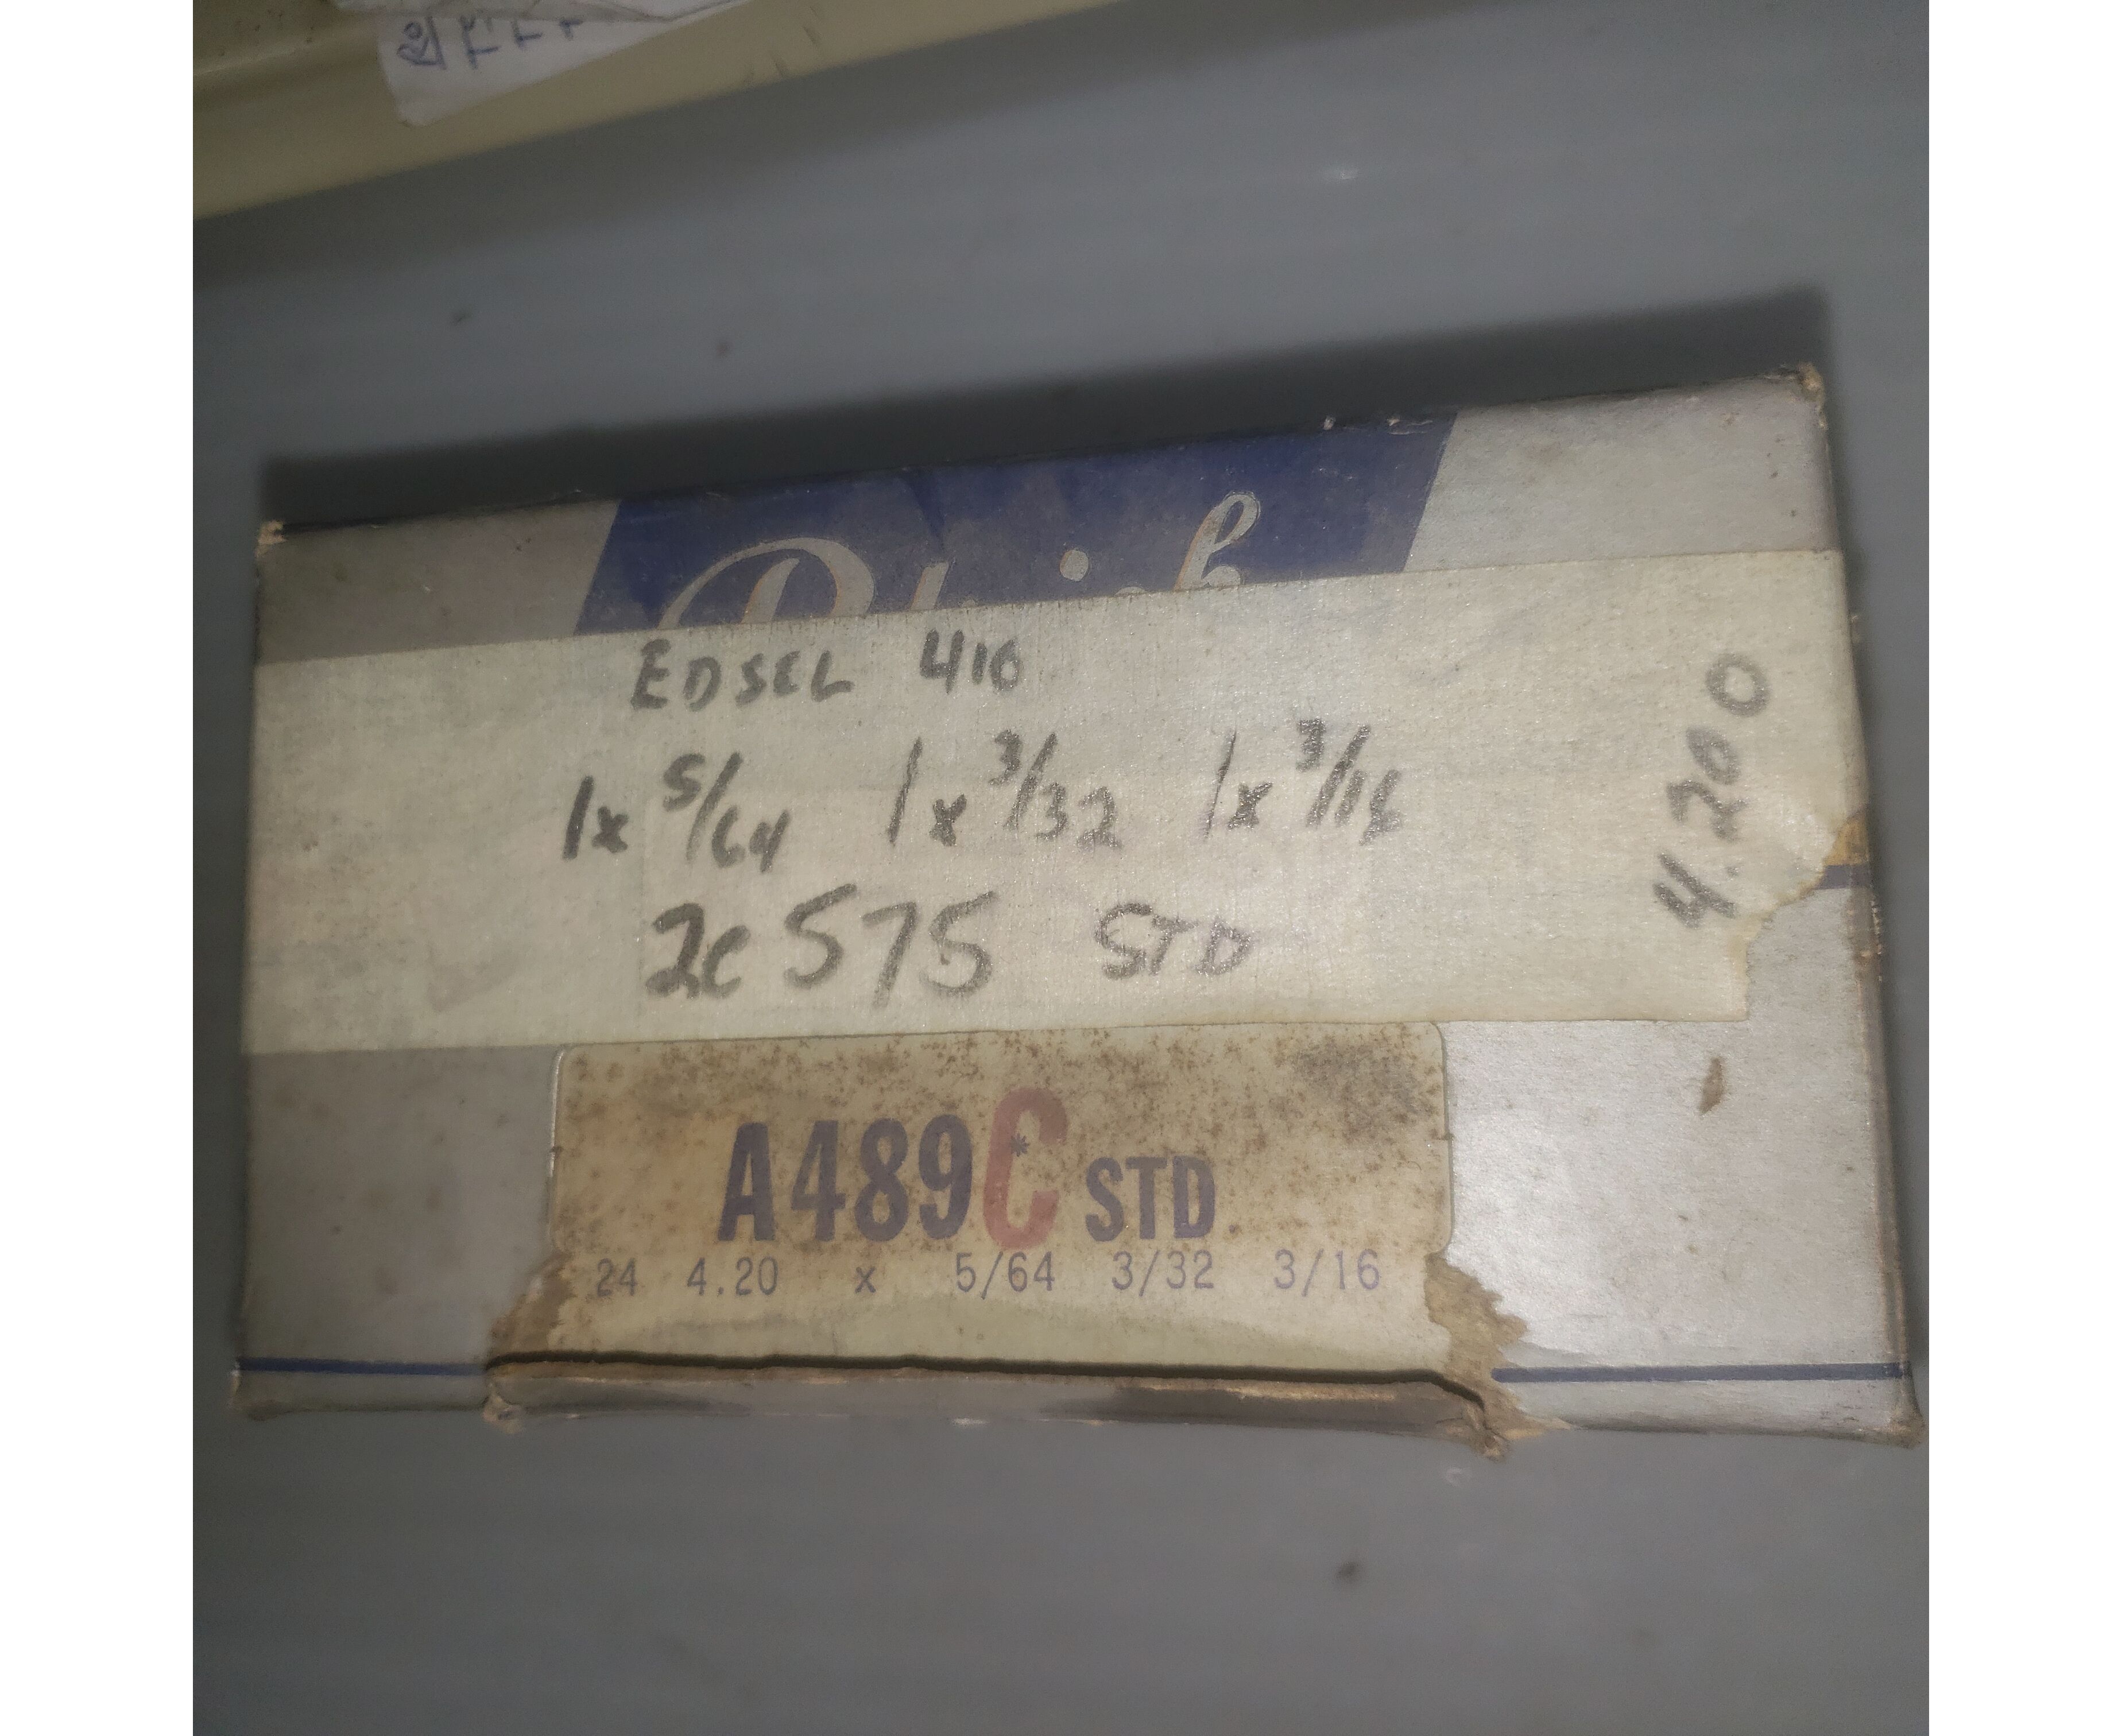 EDSEL 410
1x 5/64 1x 3/32 1x 3/16
2C 575 STD
4.200
A489C* STD
24 4.20 x 5/64 3/32 3/16